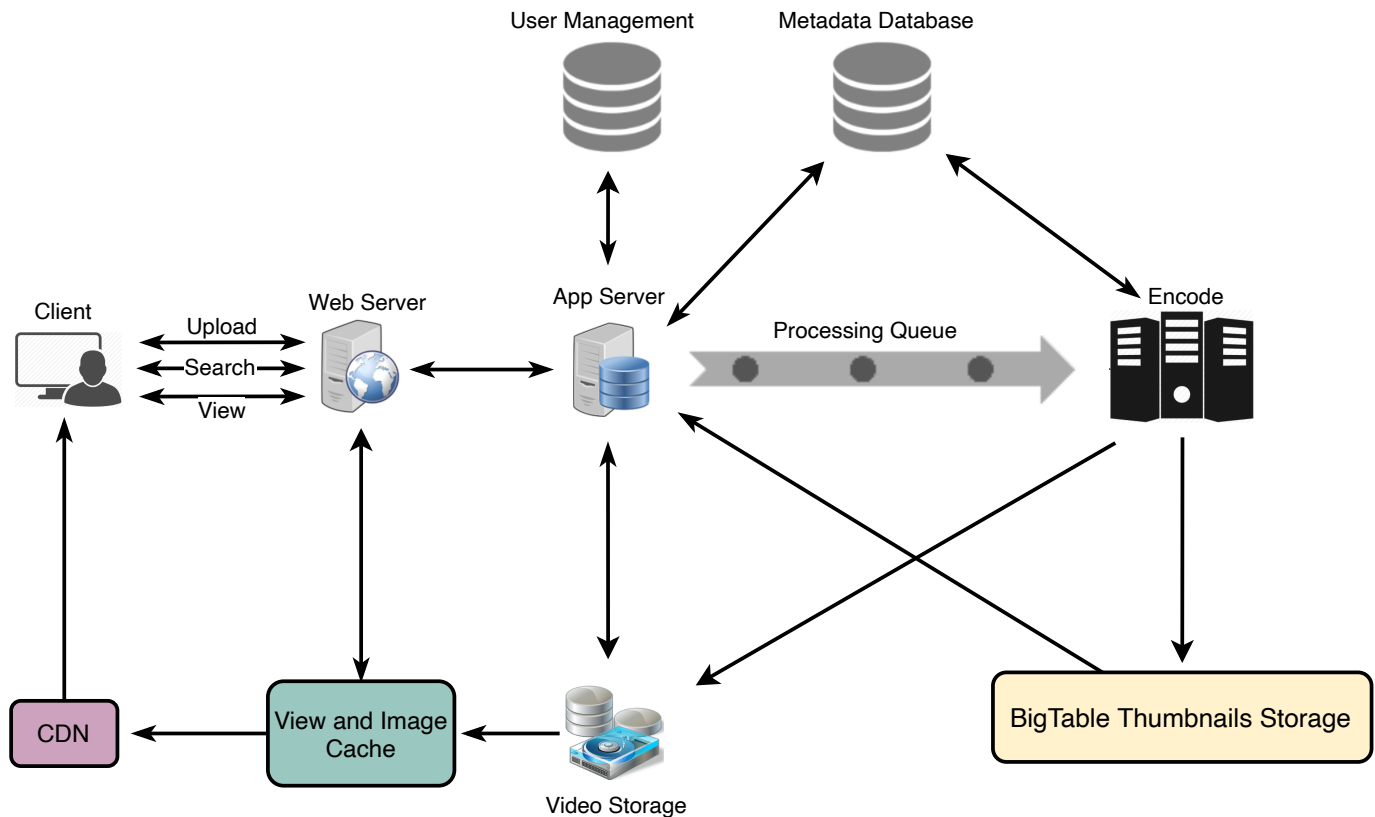 User Management
Metadata Database
Client
Web Server
App Server
Encode
Upload
Search
View
Processing Queue
CDN
View and Image
Cache
BigTable Thumbnails Storage
Video Storage